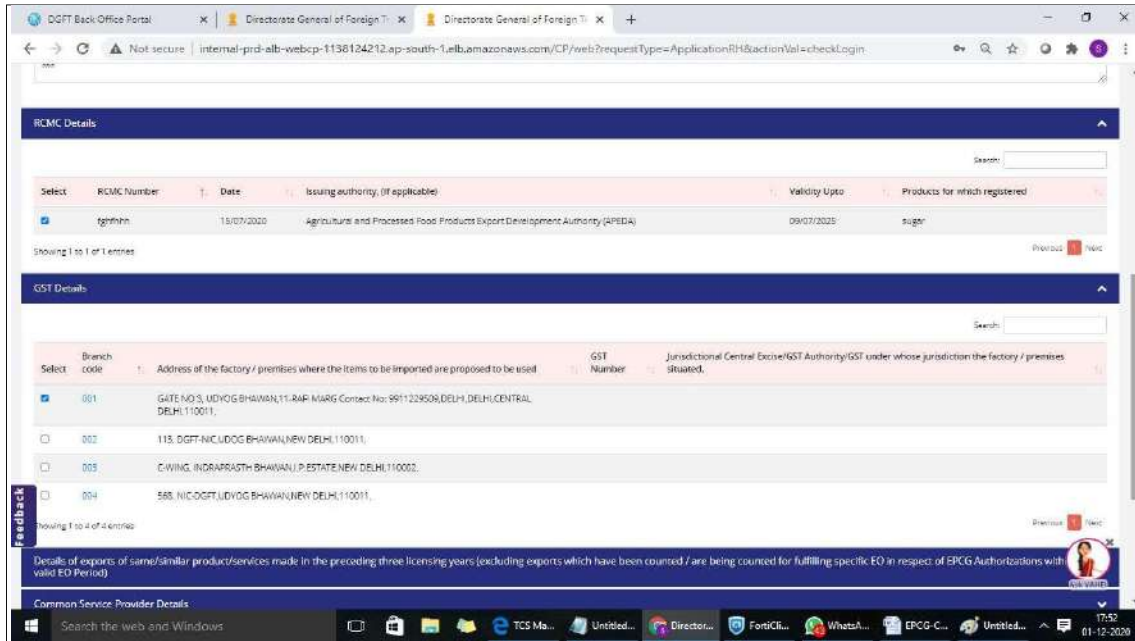 DGFT Back Office Portal
Directorate General of Foreign T
Directorate General of Foreign T
Not secure
internal-prd-alb-webcp-1138124212.ap-south-1.elb.amazonaws.com/CP/web?requestType=ApplicationRH&actionVal=checkLogin
S
RCMC Details
Search:
Select RCMC Number Date Issuing authority, (if applicable) Validity Upto Products for which registered
15/07/2020 Agricultural and Processed Food Products Export Development Authority (APEDA) 09/07/2025 sugar
Showing 1 to 1 of 1 entries
Previous 1 Next
GST Details
Search:
Select Branch code Address of the factory / premises where the items to be imported are proposed to be used GST Number Jurisdictional Central Excise/GST Authority/GST under whose jurisdiction the factory / premises situated.
001 GATE NO 3, UDYOG BHAWAN,11-RAFI MARG Contact No: 9911229509,DELHI,DELHI,CENTRAL
DELHI,110011,
002 113, DGFT-NIC,UDOG BHAWAN,NEW DELHI,110011,
003 C-WING, INDRAPRASTH BHAWAN,I.P.ESTATE,NEW DELHI,110002,
004 568, NIC-DGFT,UDYOG BHAWAN,NEW DELHI,110011,
Feedback
Showing 1 to 4 of 4 entries
Previous 1 Next
Details of exports of same/similar product/services made in the preceding three licensing years (excluding exports which have been counted / are being counted for fulfilling specific EO in respect of EPCG Authorizations with
valid EO Period)
Ask VAHEI
Common Service Provider Details
Search the web and Windows
TCS Ma...
Untitled...
Director...
FortiCli...
WhatsA...
EPCG-C...
Untitled...
17:52
01-12-2020